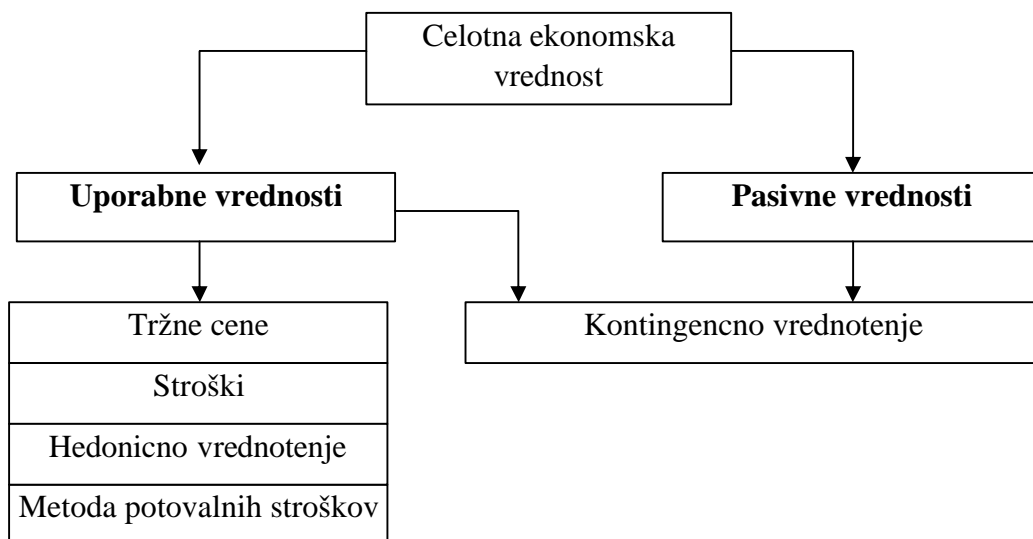 Celotna ekonomska
vrednost
Uporabne vrednosti
Pasivne vrednosti
Tržne cene
Kontingencno vrednotenje
Stroški
Hedonicno vrednotenje
Metoda potovalnih stroškov